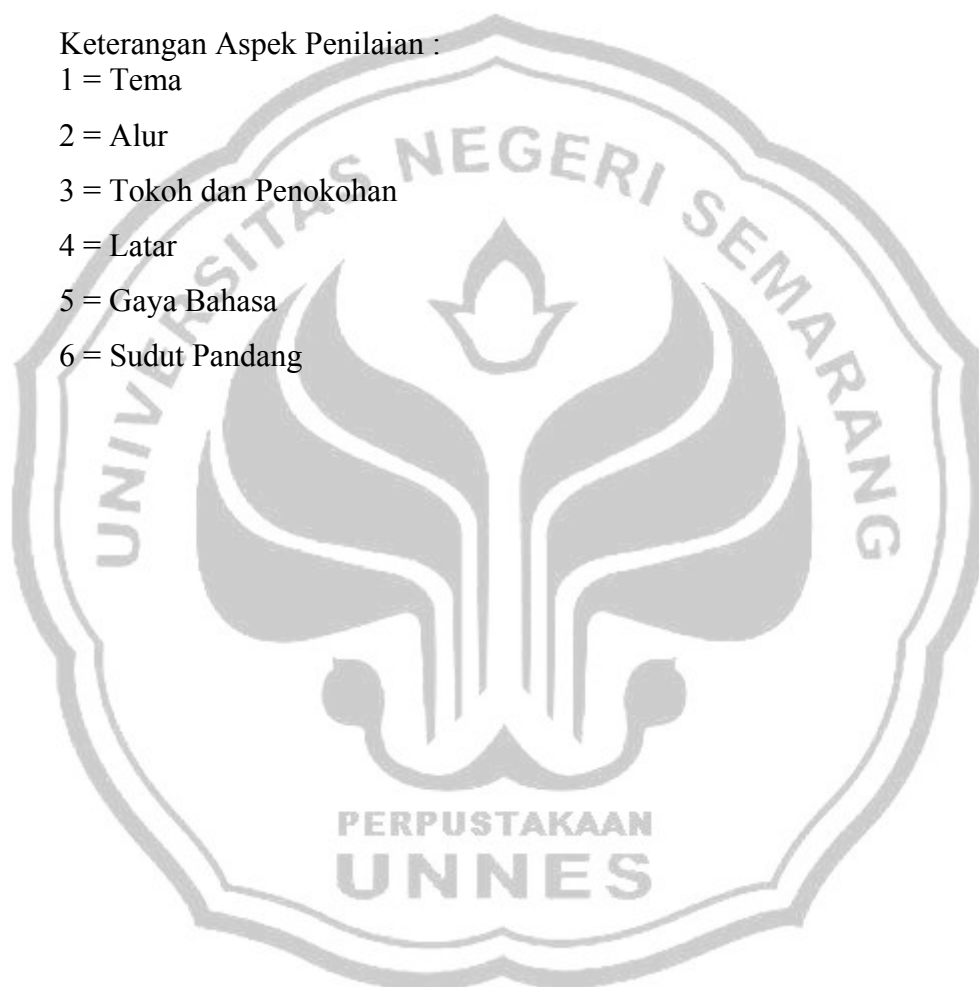 Keterangan Aspek Penilaian :
1 = Tema
2 = Alur
3 = Tokoh dan Penokohan
4 = Latar
5 = Gaya Bahasa
6 = Sudut Pandang
UNIVERSITAS NEGERI SEMARANG
PERPUSTAKAAN
UNNES